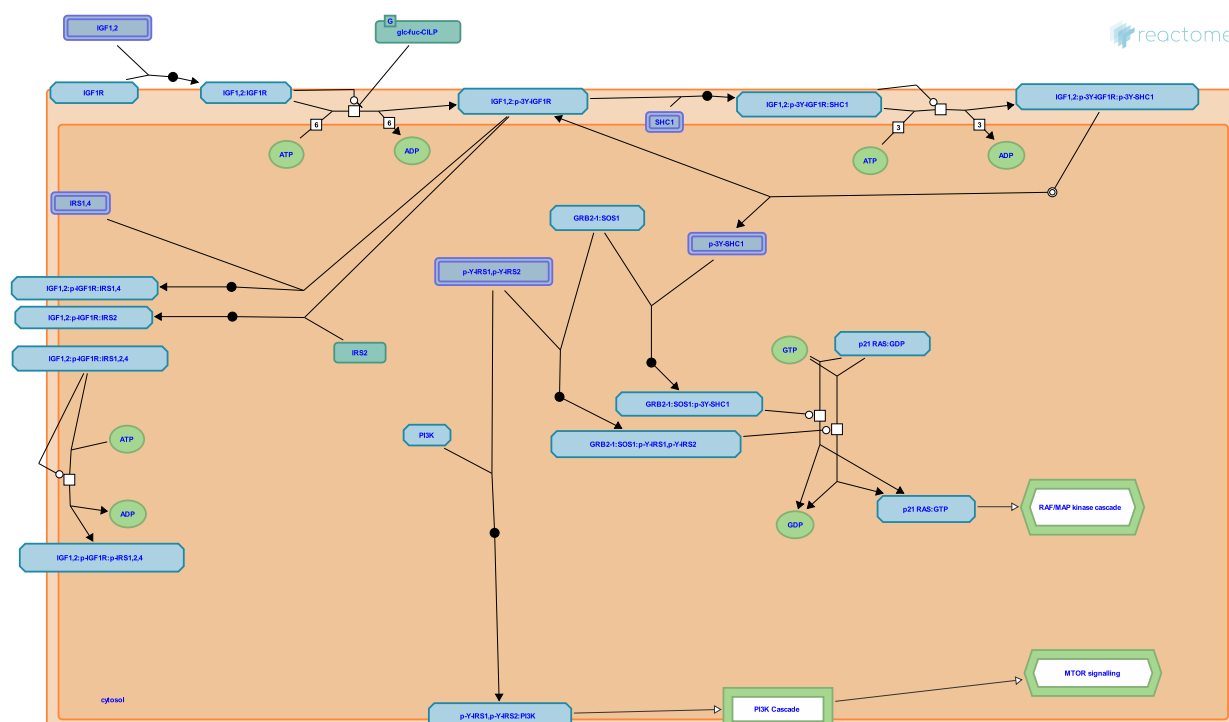 IGF1,2
G
glc-fuc-CILP
reactome
IGF1R
IGF1,2:IGF1R
IGF1,2:p-3Y-IGF1R
SHC1
IGF1,2:p-3Y-IGF1R:SHC1
IGF1,2:p-3Y-IGF1R:p-3Y-SHC1
6
6
3
3
ATP
ADP
ATP
ADP
IRS1,4
GRB2-1:SOS1
p-3Y-SHC1
p-Y-IRS1,p-Y-IRS2
IGF1,2:p-IGF1R:IRS1,4
IGF1,2:p-IGF1R:IRS2
IGF1,2:p-IGF1R:IRS1,2,4
IRS2
GTP
p21 RAS:GDP
GRB2-1:SOS1:p-3Y-SHC1
ATP
PI3K
GRB2-1:SOS1:p-Y-IRS1,p-Y-IRS2
ADP
GDP
p21 RAS:GTP
RAF/MAP kinase cascade
IGF1,2:p-IGF1R:p-IRS1,2,4
MTOR signalling
cytosol
PI3K Cascade
p-Y-IRS1,p-Y-IRS2:PI3K